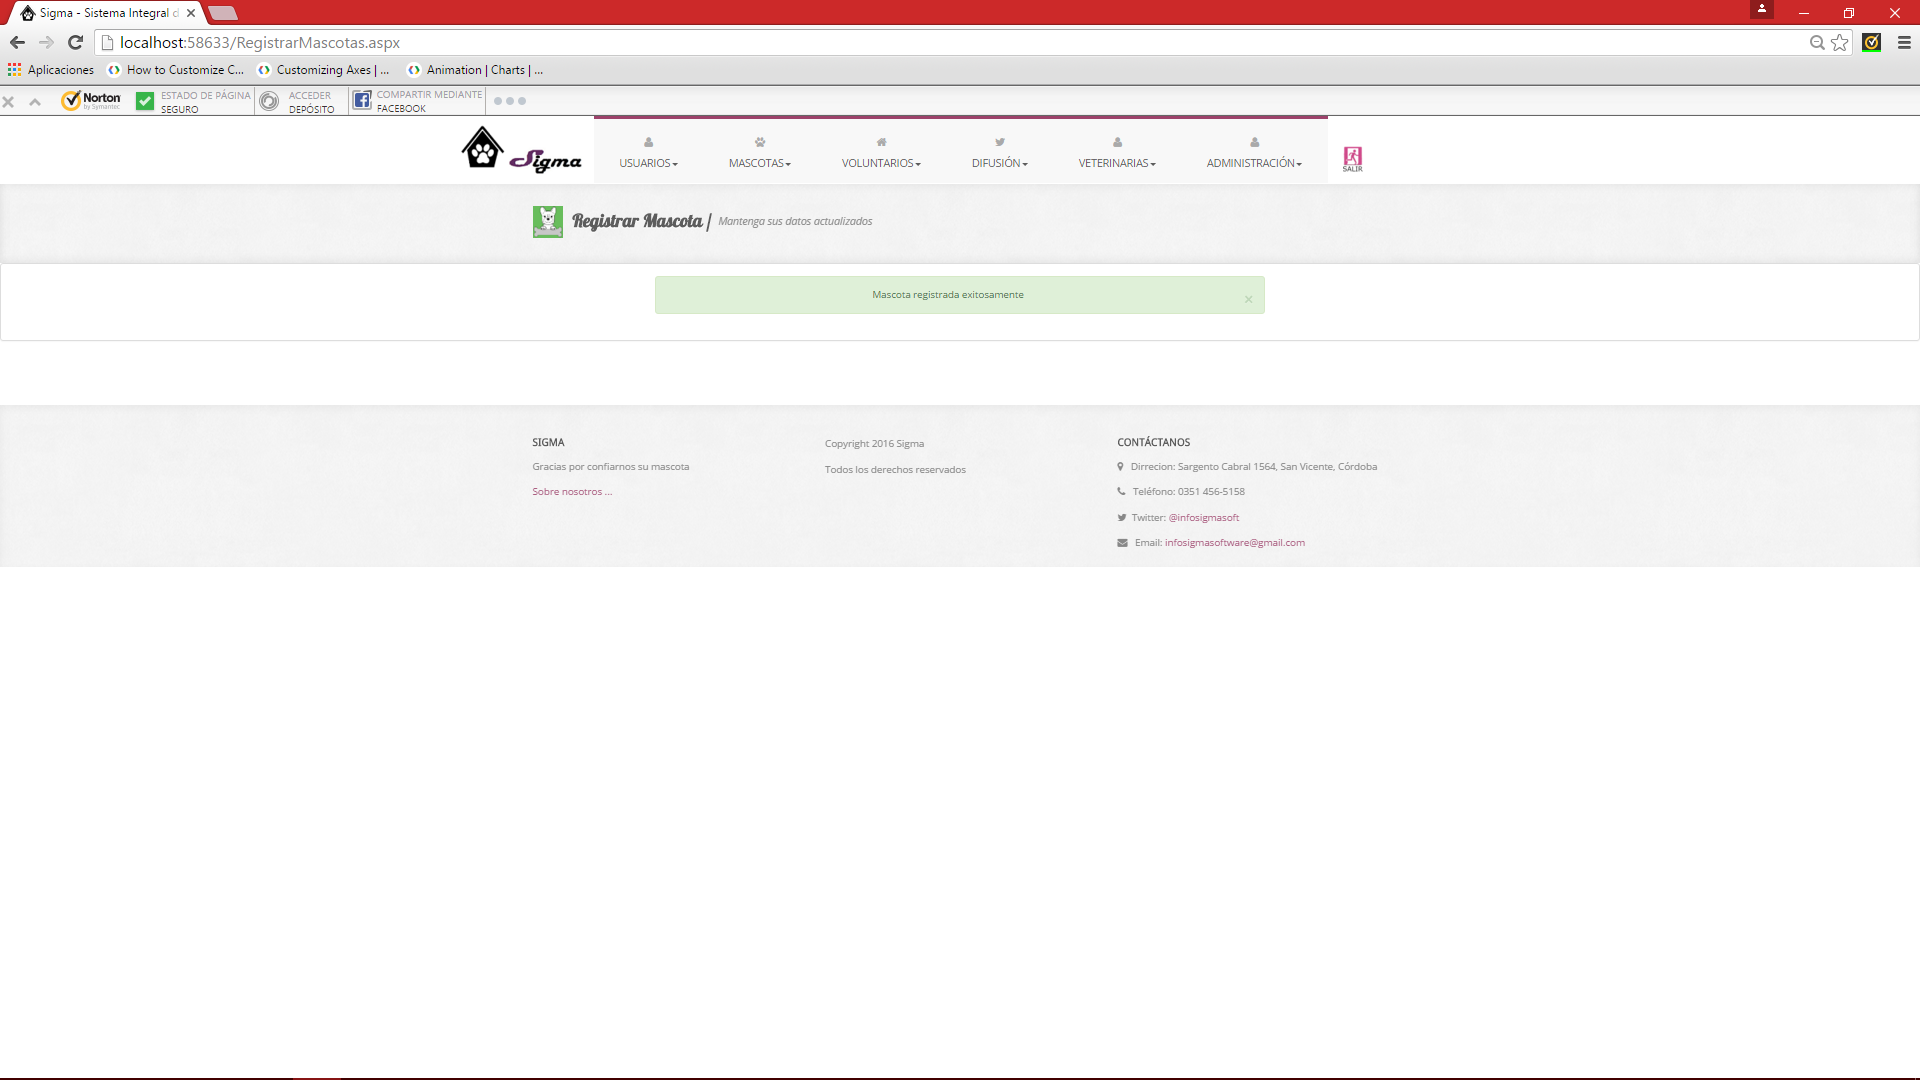 Sigma - Sistema Integral d
localhost:58633/RegistrarMascotas.aspx
Aplicaciones How to Customize C... Customizing Axes | ... Animation | Charts | ...
Norton
by Symantec
ESTADO DE PÁGINA
SEGURO
ACCEDER
DEPÓSITO
COMPARTIR MEDIANTE
FACEBOOK
Sigma
USUARIOS MASCOTAS VOLUNTARIOS DIFUSIÓN VETERINARIAS ADMINISTRACIÓN
SALIR
Registrar Mascota / Mantenga sus datos actualizados
Mascota registrada exitosamente ×
SIGMA
Gracias por confiarnos su mascota
Sobre nosotros ...
Copyright 2016 Sigma
Todos los derechos reservados
CONTÁCTANOS
Dirrecion: Sargento Cabral 1564, San Vicente, Córdoba
Teléfono: 0351 456-5158
Twitter: @infosigmasoft
Email: infosigmasoftware@gmail.com